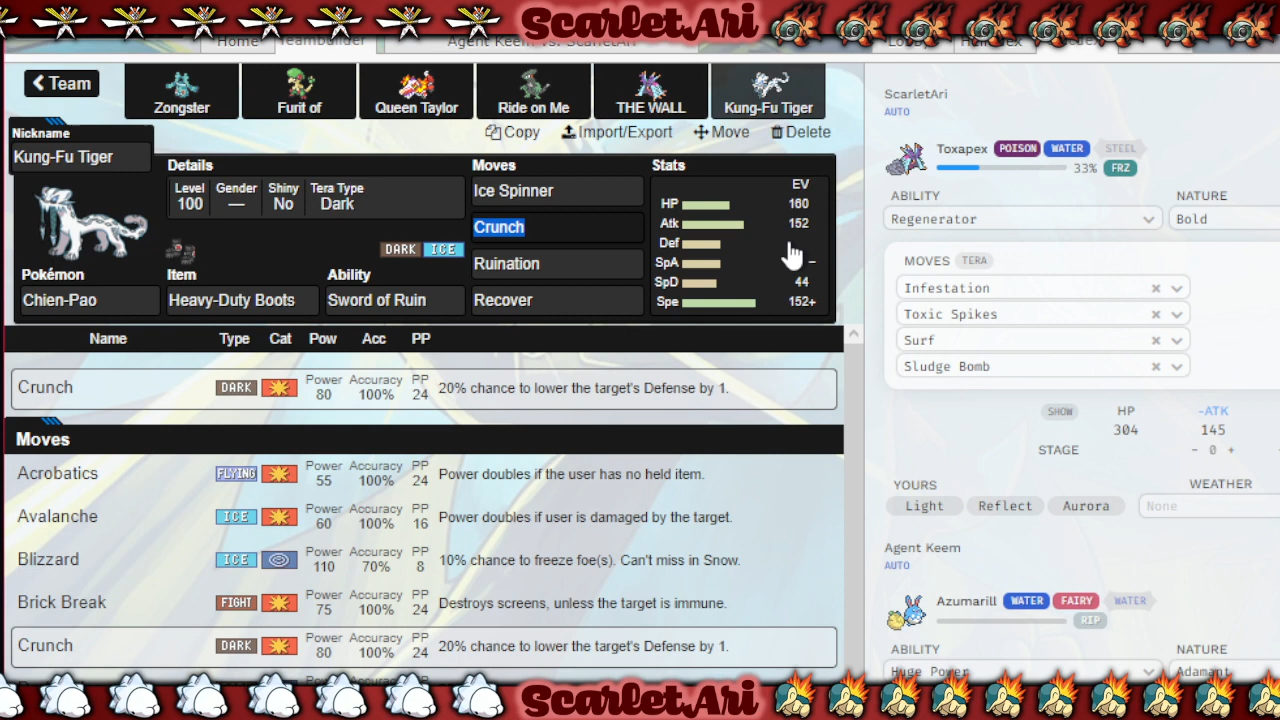 ScarletAri
Home Teambuilder Agent Keem vs. ScarletAri
Team
Zongster Furit of Queen Taylor Ride on Me THE WALL Kung-Fu Tiger
Copy Import/Export Move Delete
Nickname
Kung-Fu Tiger
Details Moves Stats
Level Gender Shiny Tera Type
100 — No Dark
Ice Spinner
Crunch
Ruination
Recover
EV
HP 160
Atk 152
Def
SpA –
SpD 44
Spe 152+
DARK ICE
Pokémon Item Ability
Chien-Pao Heavy-Duty Boots Sword of Ruin
Name Type Cat Pow Acc PP
Crunch DARK Power 80 Accuracy 100% PP 24 20% chance to lower the target's Defense by 1.
Moves
Acrobatics FLYING Power 55 Accuracy 100% PP 24 Power doubles if the user has no held item.
Avalanche ICE Power 60 Accuracy 100% PP 16 Power doubles if user is damaged by the target.
Blizzard ICE Power 110 Accuracy 70% PP 8 10% chance to freeze foe(s). Can't miss in Snow.
Brick Break FIGHT Power 75 Accuracy 100% PP 24 Destroys screens, unless the target is immune.
Crunch DARK Power 80 Accuracy 100% PP 24 20% chance to lower the target's Defense by 1.
ScarletAri
AUTO
Toxapex POISON WATER STEEL
33% FRZ
ABILITY NATURE
Regenerator Bold
MOVES TERA
Infestation
Toxic Spikes
Surf
Sludge Bomb
SHOW HP -ATK
304 145
STAGE - 0 +
YOURS WEATHER
Light Reflect Aurora None
Agent Keem
AUTO
Azumarill WATER FAIRY WATER
RIP
ABILITY NATURE
Huge Power Adamant
ScarletAri